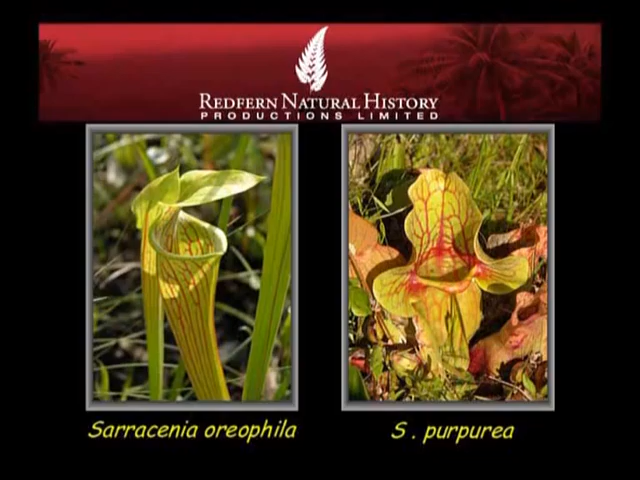 REDFERN NATURAL HISTORY
PRODUCTIONS LIMITED
Sarracenia oreophila
S . purpurea